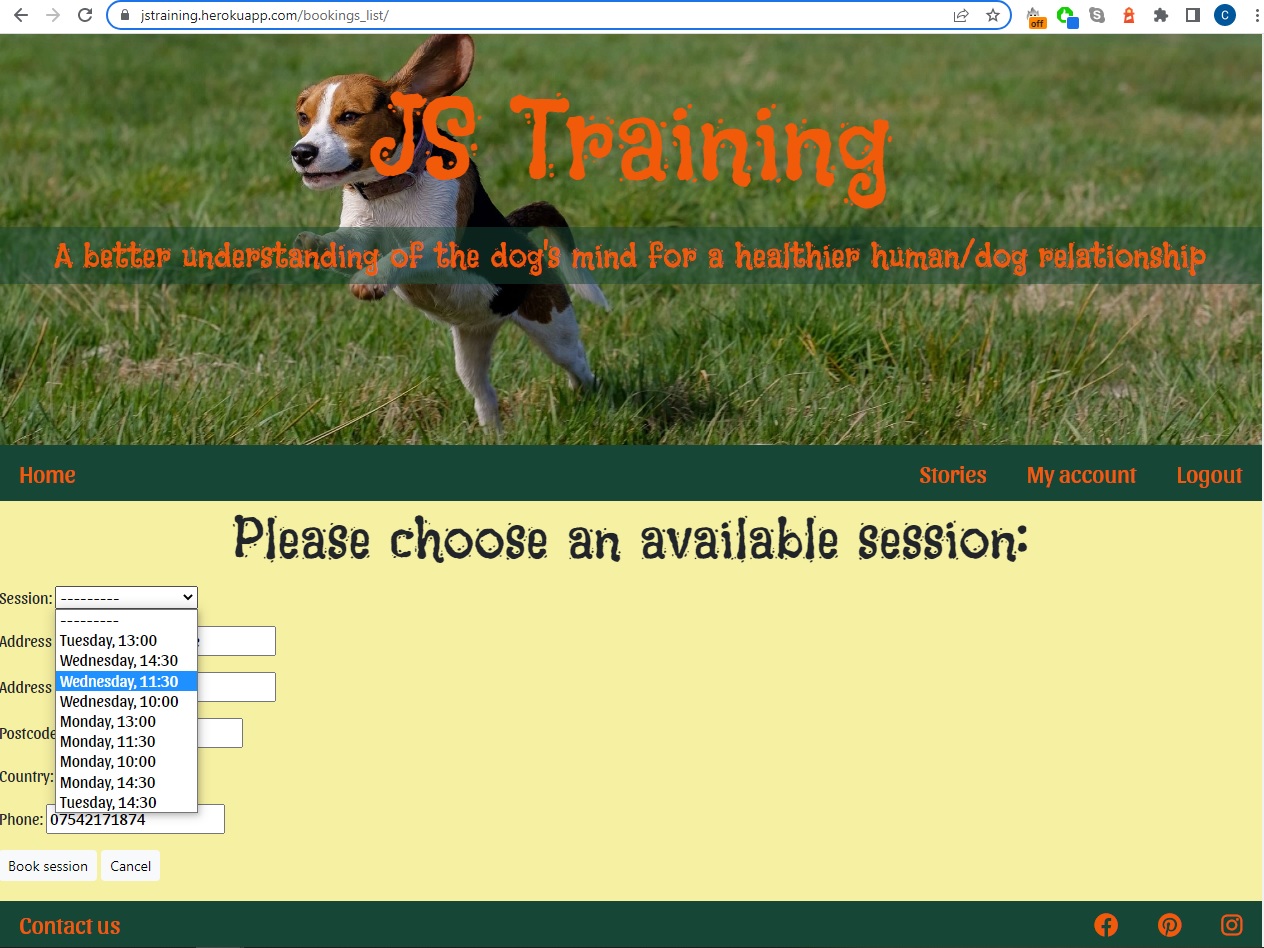 jstraining.herokuapp.com/bookings_list/
off
S
C
JS Training
A better understanding of the dog's mind for a healthier human/dog relationship
Home
Stories
My account
Logout
Please choose an available session:
Session: ---------
---------
Tuesday, 13:00
Address
Wednesday, 14:30
Wednesday, 11:30
Address
Wednesday, 10:00
Monday, 13:00
Postcode
Monday, 11:30
Monday, 10:00
Country:
Monday, 14:30
Tuesday, 14:30
Phone: 07542171874
Book session
Cancel
Contact us